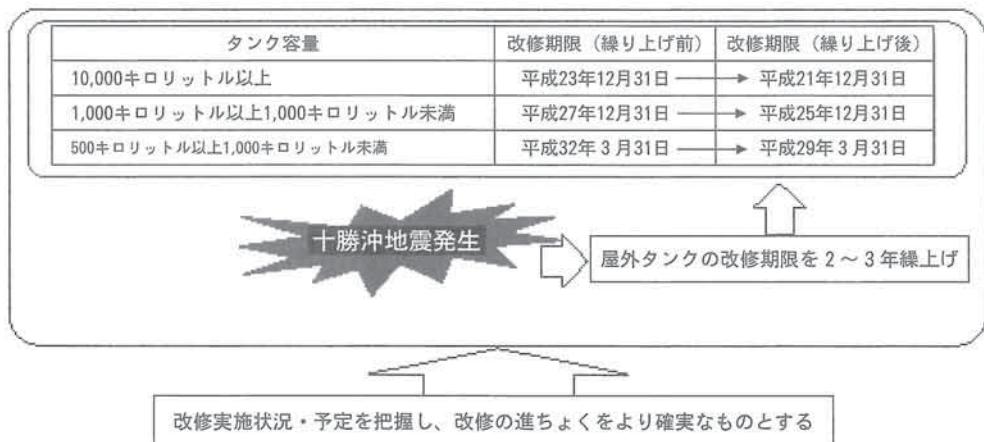 タンク容量 改修期限（繰り上げ前） 改修期限（繰り上げ後）
10,000キロリットル以上 平成23年12月31日 → 平成21年12月31日
1,000キロリットル以上1,000キロリットル未満 平成27年12月31日 → 平成25年12月31日
500キロリットル以上1,000キロリットル未満 平成32年3月31日 → 平成29年3月31日
十勝沖地震発生
屋外タンクの改修期限を2～3年繰上げ
改修実施状況・予定を把握し、改修の進ちょくをより確実なものとする